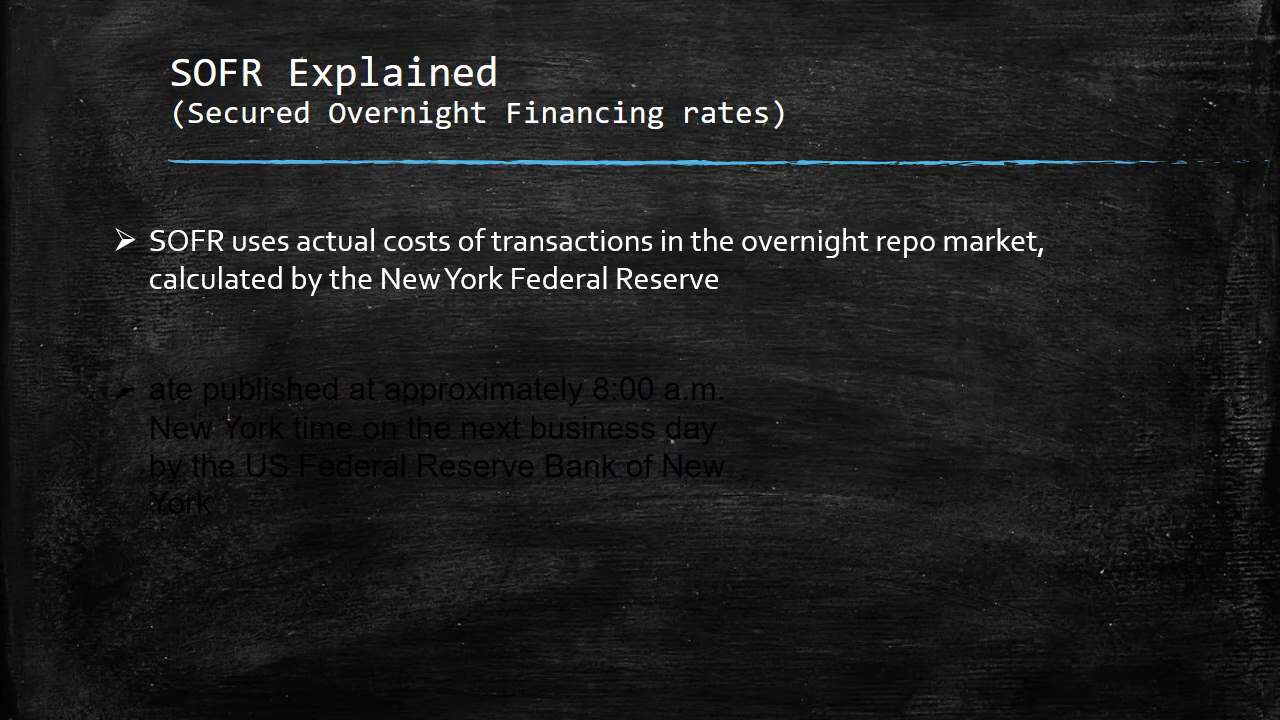 SOFR Explained
(Secured Overnight Financing rates)
SOFR uses actual costs of transactions in the overnight repo market,
calculated by the New York Federal Reserve
ate published at approximately 8:00 a.m.
New York time on the next business day
by the US Federal Reserve Bank of New
York